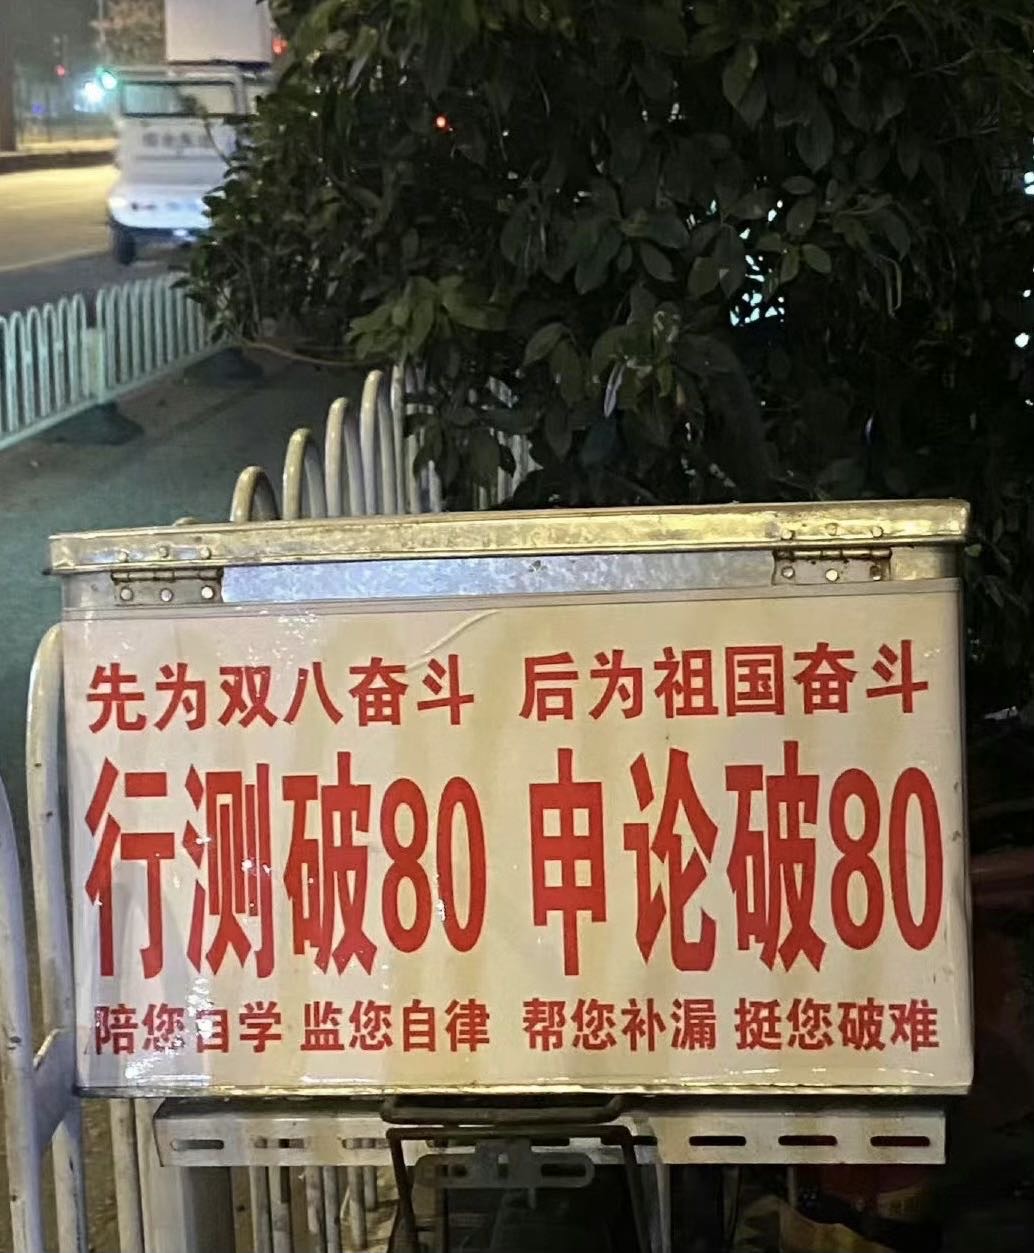 先为双八奋斗 后为祖国奋斗
行测破80 申论破80
陪您自学 监您自律 帮您补漏 挺您破难